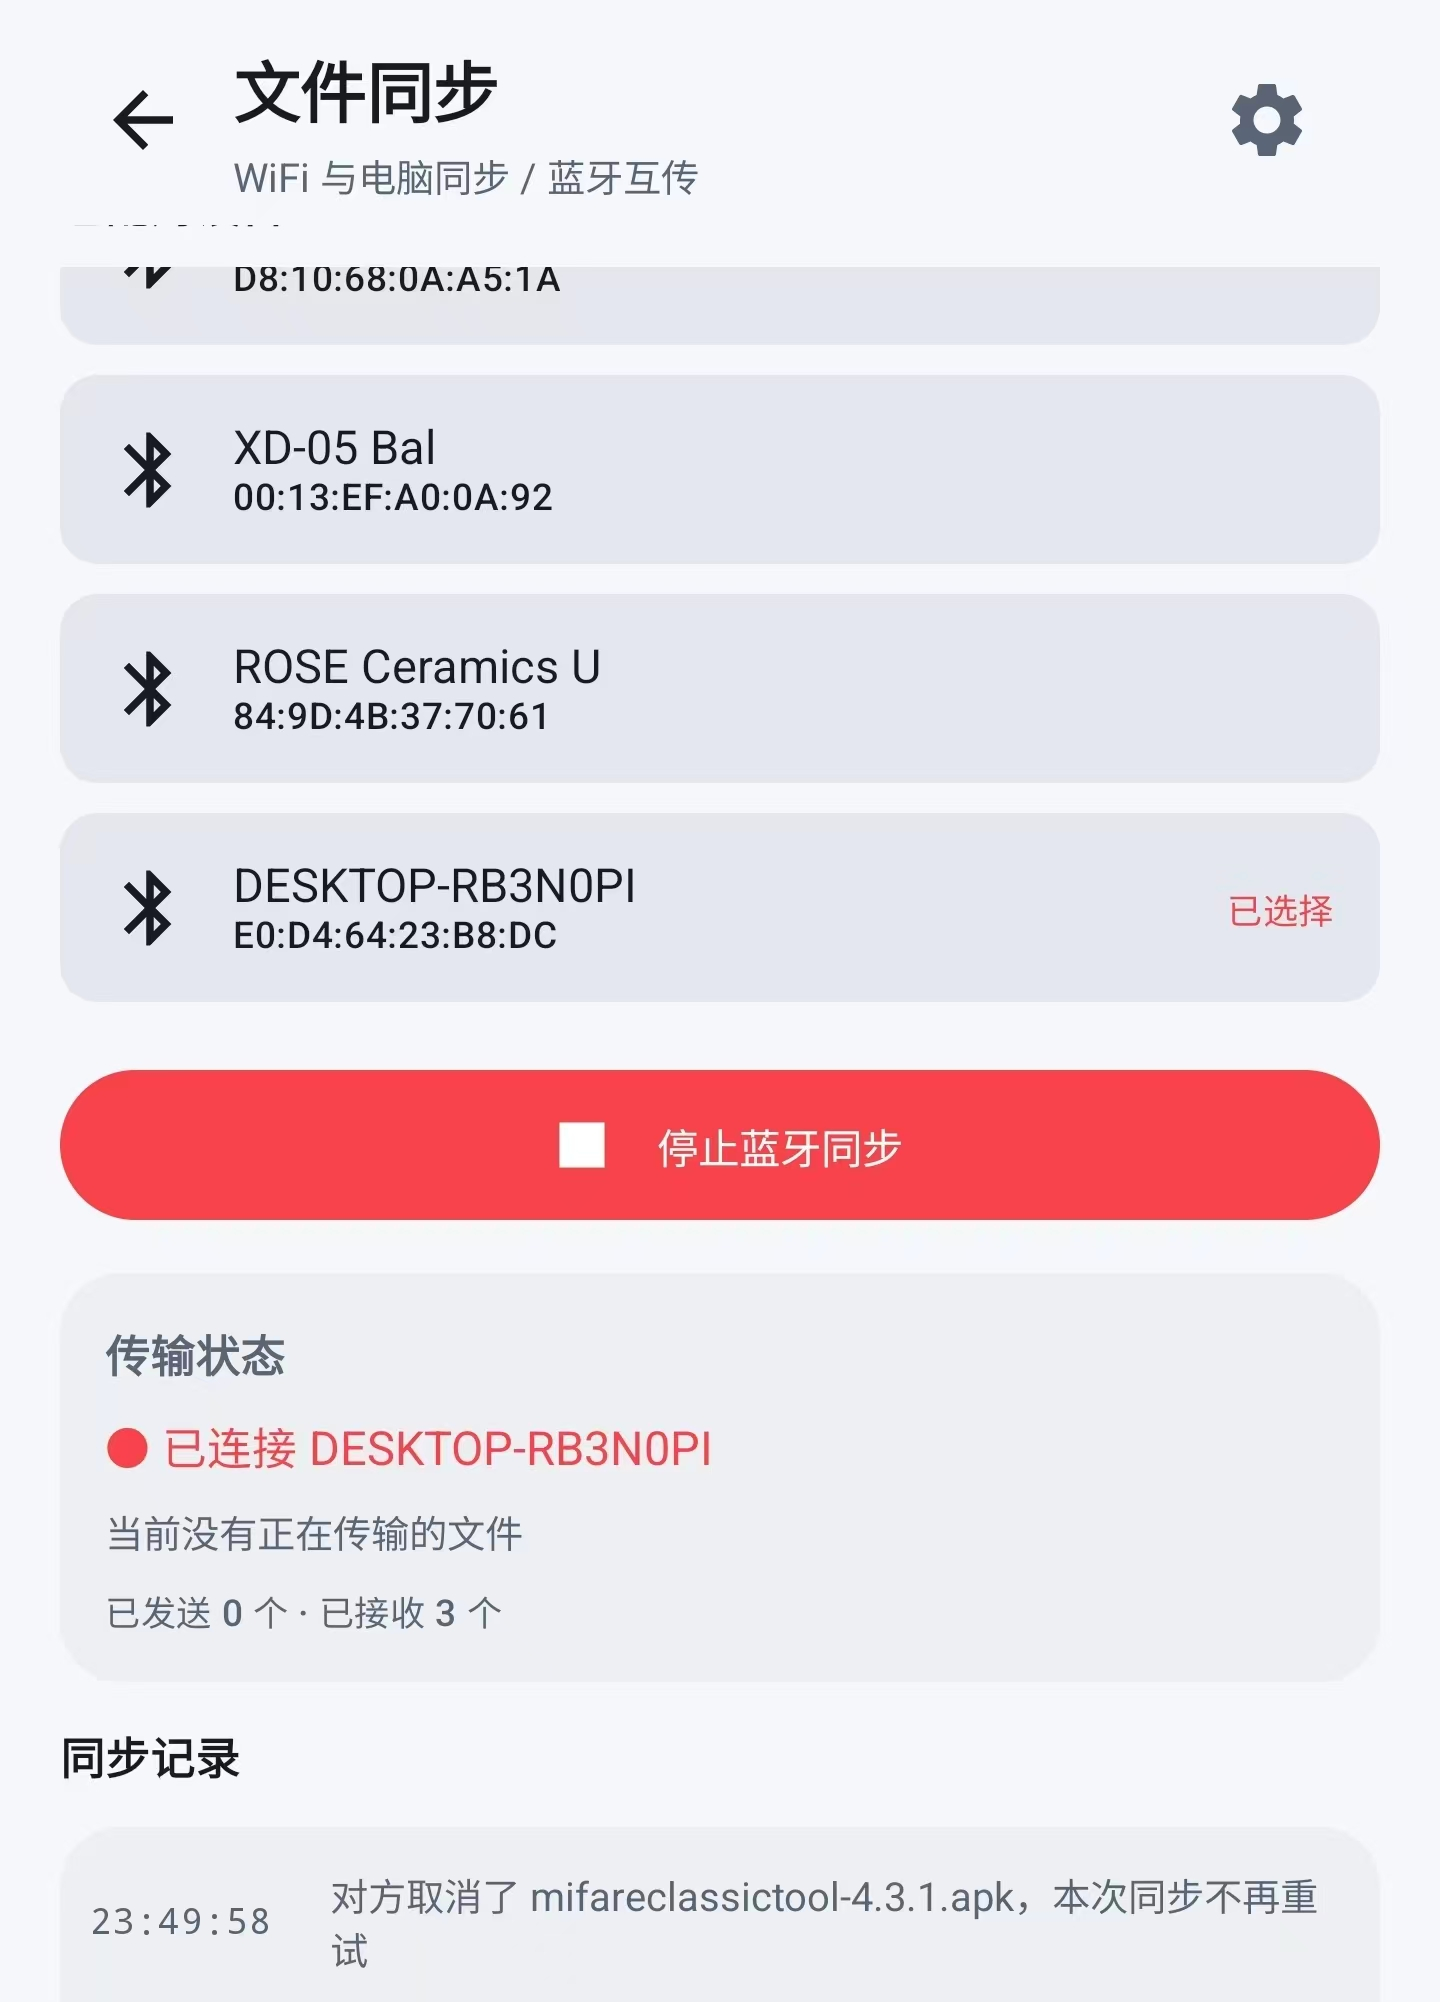 文件同步
WiFi 与电脑同步 / 蓝牙互传
D8:10:68:0A:A5:1A
XD-05 Bal
00:13:EF:A0:0A:92
ROSE Ceramics U
84:9D:4B:37:70:61
DESKTOP-RB3N0PI
E0:D4:64:23:B8:DC
已选择
停止蓝牙同步
传输状态
已连接 DESKTOP-RB3N0PI
当前没有正在传输的文件
已发送 0 个 · 已接收 3 个
同步记录
23:49:58
对方取消了 mifareclassictool-4.3.1.apk，本次同步不再重
试